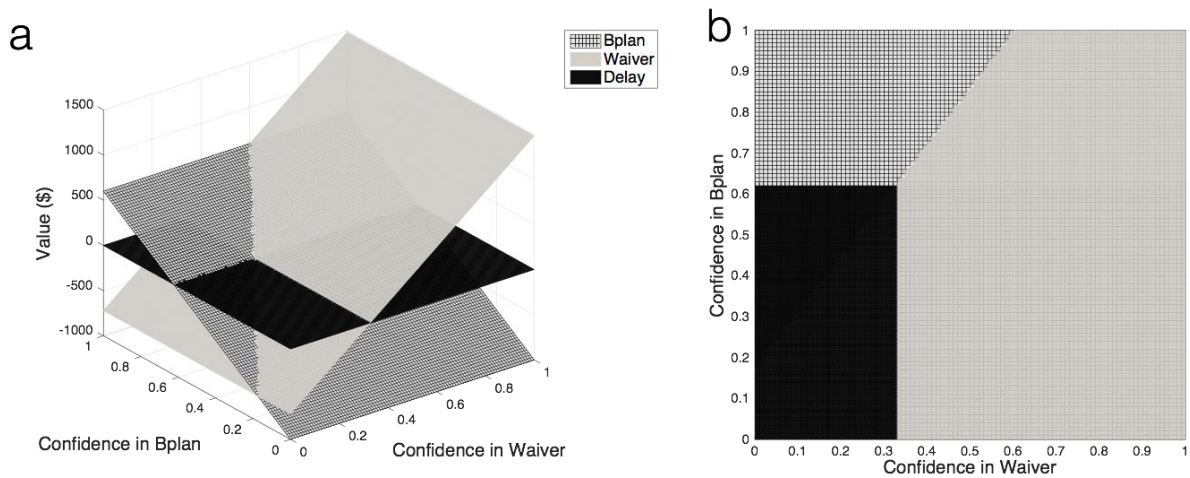 a
Bplan
Waiver
Delay
Value ($)
1500
1000
500
0
-500
-1000
1
0.8
0.6
0.4
0.2
0
0
0.2
0.4
0.6
0.8
1
Confidence in Bplan
Confidence in Waiver
b
Confidence in Bplan
1
0.9
0.8
0.7
0.6
0.5
0.4
0.3
0.2
0.1
0
0 0.1 0.2 0.3 0.4 0.5 0.6 0.7 0.8 0.9 1
Confidence in Waiver